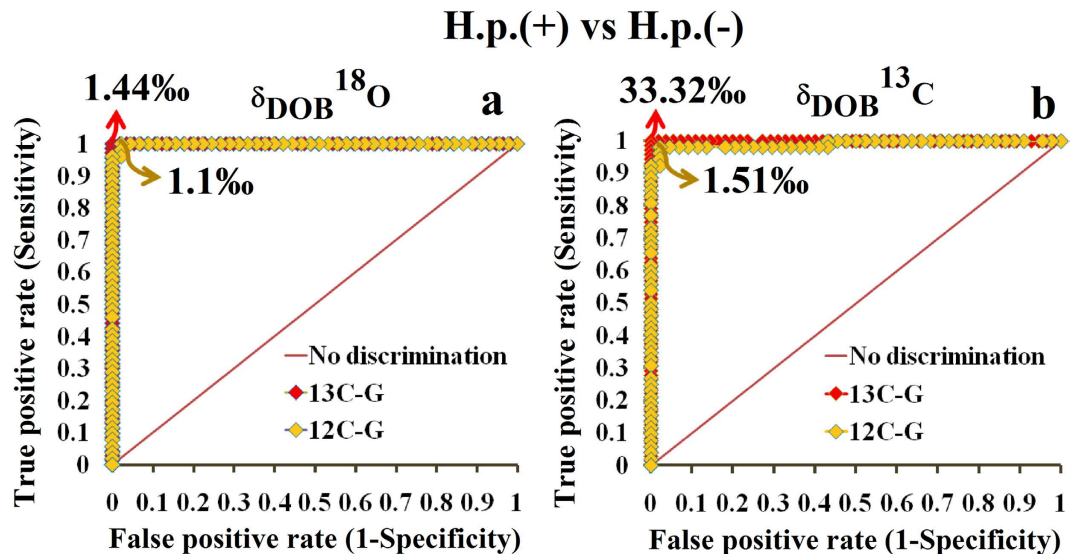 H.p.(+) vs H.p.(-)
1.44‰
δDOB 18O
a
1.1‰
True positive rate (Sensitivity)
1
0.9
0.8
0.7
0.6
0.5
0.4
0.3
0.2
0.1
0
No discrimination
13C-G
12C-G
0 0.1 0.2 0.3 0.4 0.5 0.6 0.7 0.8 0.9 1
False positive rate (1-Specificity)
33.32‰
δDOB 13C
b
1.51‰
True positive rate (Sensitivity)
1
0.9
0.8
0.7
0.6
0.5
0.4
0.3
0.2
0.1
0
No discrimination
13C-G
12C-G
0 0.1 0.2 0.3 0.4 0.5 0.6 0.7 0.8 0.9 1
False positive rate (1-Specificity)